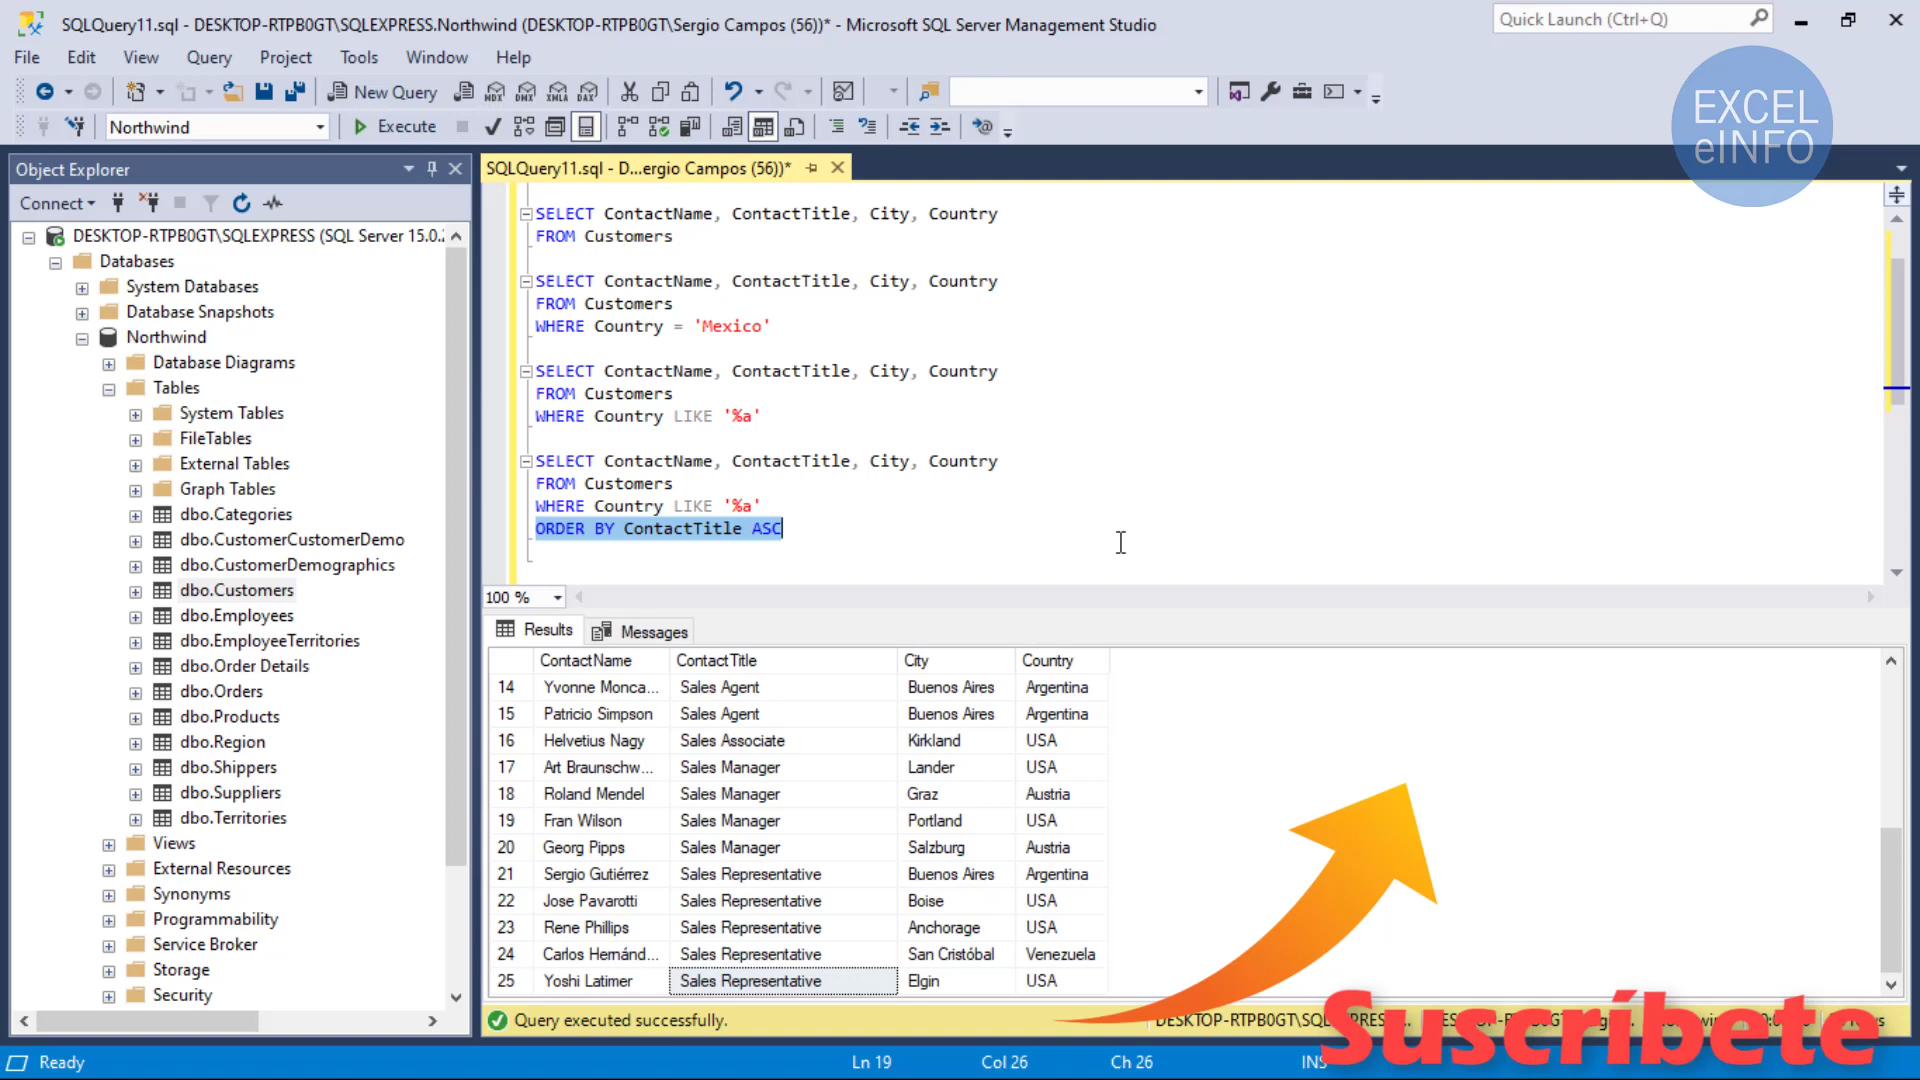 SQLQuery11.sql - DESKTOP-RTPB0GT\SQLEXPRESS.Northwind (DESKTOP-RTPB0GT\Sergio Campos (56))* - Microsoft SQL Server Management Studio
Quick Launch (Ctrl+Q)
File Edit View Query Project Tools Window Help
New Query
MDX DMX XMLA DAX
EXCEL
eINFO
Northwind
Execute
Object Explorer
SQLQuery11.sql - D...ergio Campos (56))*
Connect
DESKTOP-RTPB0GT\SQLEXPRESS (SQL Server 15.0.2
Databases
System Databases
Database Snapshots
Northwind
Database Diagrams
Tables
System Tables
FileTables
External Tables
Graph Tables
dbo.Categories
dbo.CustomerCustomerDemo
dbo.CustomerDemographics
dbo.Customers
dbo.Employees
dbo.EmployeeTerritories
dbo.Order Details
dbo.Orders
dbo.Products
dbo.Region
dbo.Shippers
dbo.Suppliers
dbo.Territories
Views
External Resources
Synonyms
Programmability
Service Broker
Storage
Security
SELECT ContactName, ContactTitle, City, Country
FROM Customers
SELECT ContactName, ContactTitle, City, Country
FROM Customers
WHERE Country = 'Mexico'
SELECT ContactName, ContactTitle, City, Country
FROM Customers
WHERE Country LIKE '%a'
SELECT ContactName, ContactTitle, City, Country
FROM Customers
WHERE Country LIKE '%a'
ORDER BY ContactTitle ASC
100 %
Results Messages
ContactName ContactTitle City Country
14 Yvonne Monca... Sales Agent Buenos Aires Argentina
15 Patricio Simpson Sales Agent Buenos Aires Argentina
16 Helvetius Nagy Sales Associate Kirkland USA
17 Art Braunschw... Sales Manager Lander USA
18 Roland Mendel Sales Manager Graz Austria
19 Fran Wilson Sales Manager Portland USA
20 Georg Pipps Sales Manager Salzburg Austria
21 Sergio Gutiérrez Sales Representative Buenos Aires Argentina
22 Jose Pavarotti Sales Representative Boise USA
23 Rene Phillips Sales Representative Anchorage USA
24 Carlos Hernánd... Sales Representative San Cristóbal Venezuela
25 Yoshi Latimer Sales Representative Elgin USA
Query executed successfully.
Suscríbete
Ready
Ln 19 Col 26 Ch 26 INS